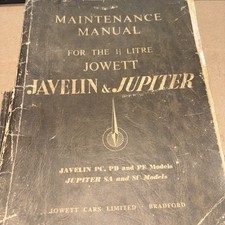 MAINTENANCE
MANUAL
FOR THE 1½ LITRE
JOWETT
JAVELIN & JUPITER
JAVELIN PC, PD and PE Models
JUPITER SA and SC Models
JOWETT CARS LIMITED BRADFORD